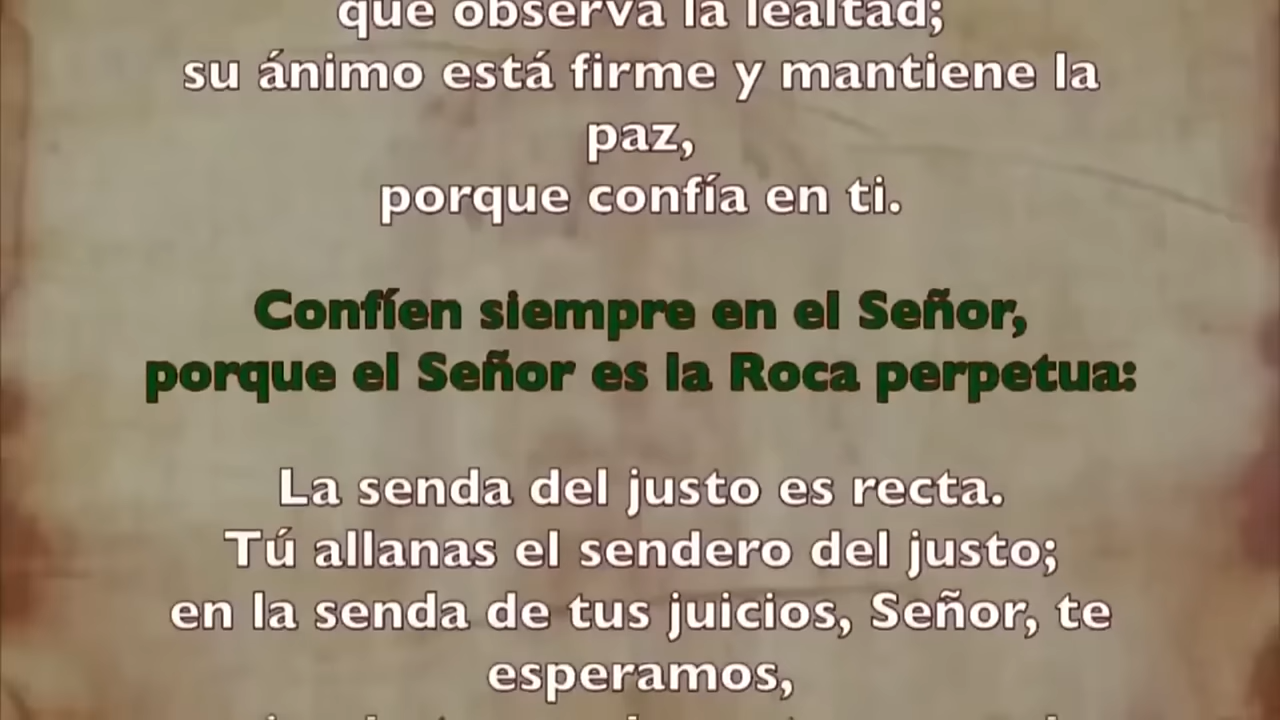 que observa la lealtad;
su ánimo está firme y mantiene la
paz,
porque confía en ti.
Confíen siempre en el Señor,
porque el Señor es la Roca perpetua:
La senda del justo es recta.
Tú allanas el sendero del justo;
en la senda de tus juicios, Señor, te
esperamos,